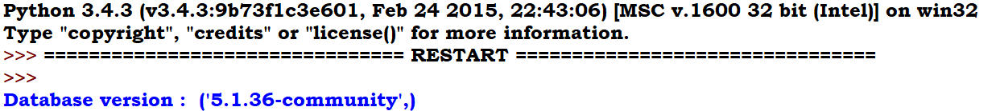 Python 3.4.3 (v3.4.3:9b73f1c3e601, Feb 24 2015, 22:43:06) [MSC v.1600 32 bit (Intel)] on win32
Type "copyright", "credits" or "license()" for more information.
>>> ================================ RESTART ================================
>>>
Database version :  ('5.1.36-community',)